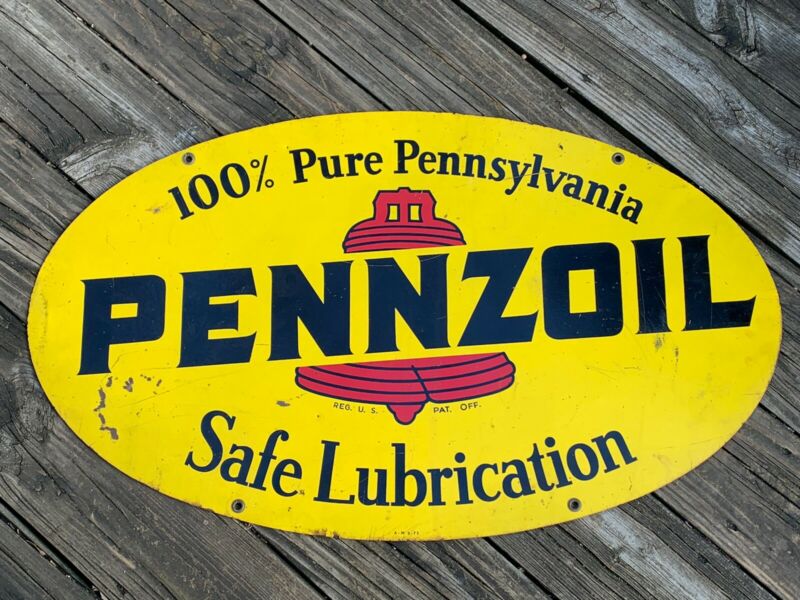 100% Pure Pennsylvania
PENNZOIL
REG. U. S. PAT. OFF.
Safe Lubrication